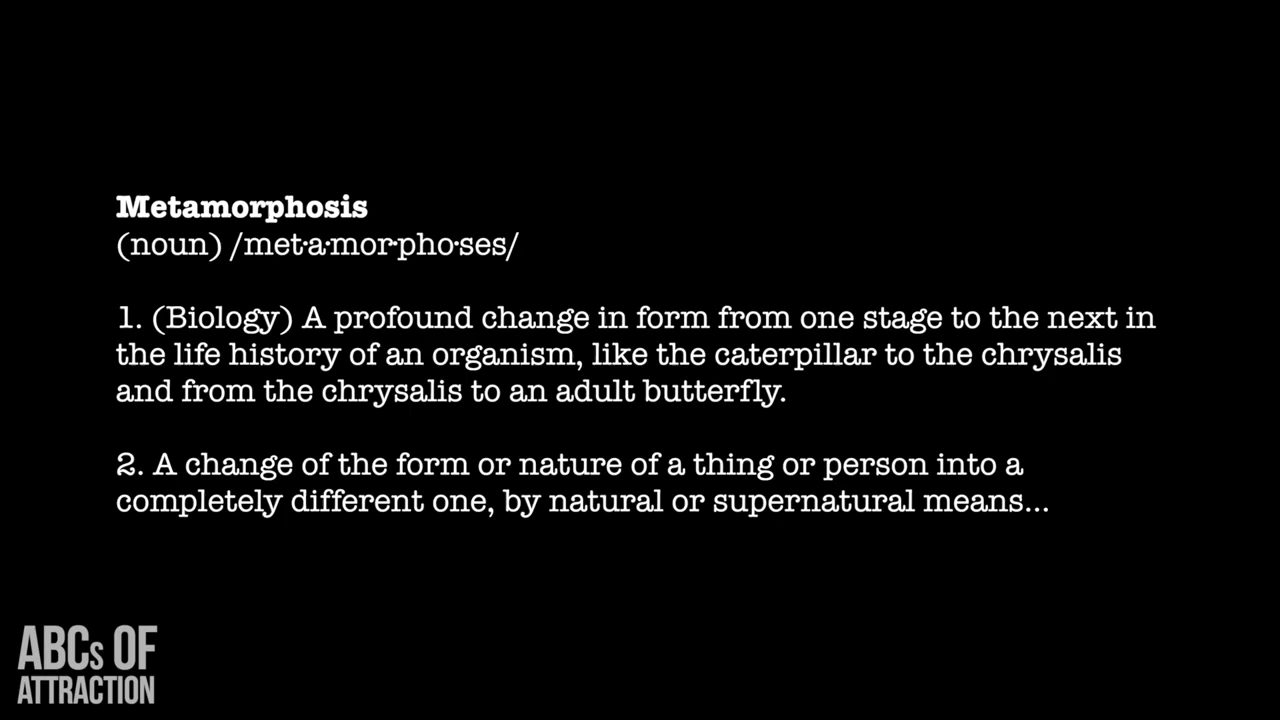 Metamorphosis
(noun) /met·a·mor·pho·ses/
1. (Biology) A profound change in form from one stage to the next in
the life history of an organism, like the caterpillar to the chrysalis
and from the chrysalis to an adult butterfly.
2. A change of the form or nature of a thing or person into a
completely different one, by natural or supernatural means...
ABCs OF
ATTRACTION